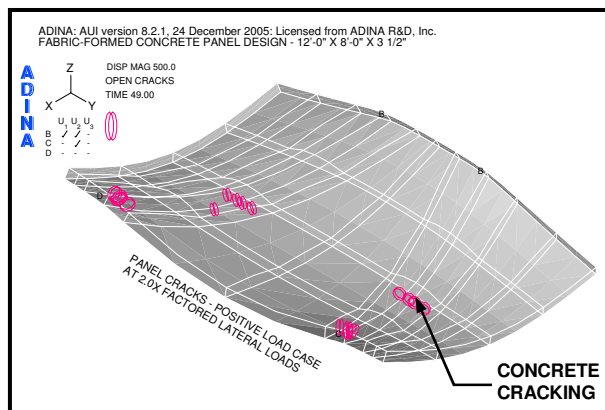 ADINA: AUI version 8.2.1, 24 December 2005: Licensed from ADINA R&D, Inc.
FABRIC-FORMED CONCRETE PANEL DESIGN - 12'-0" X 8'-0" X 3 1/2"
ADINA
Z
X Y
DISP MAG 500.0
OPEN CRACKS
TIME 49.00
U1 U2 U3
B ✓ ✓ -
C - ✓ -
D - - -
B
B
D
PANEL CRACKS - POSITIVE LOAD CASE
AT 2.0X FACTORED LATERAL LOADS
CONCRETE
CRACKING